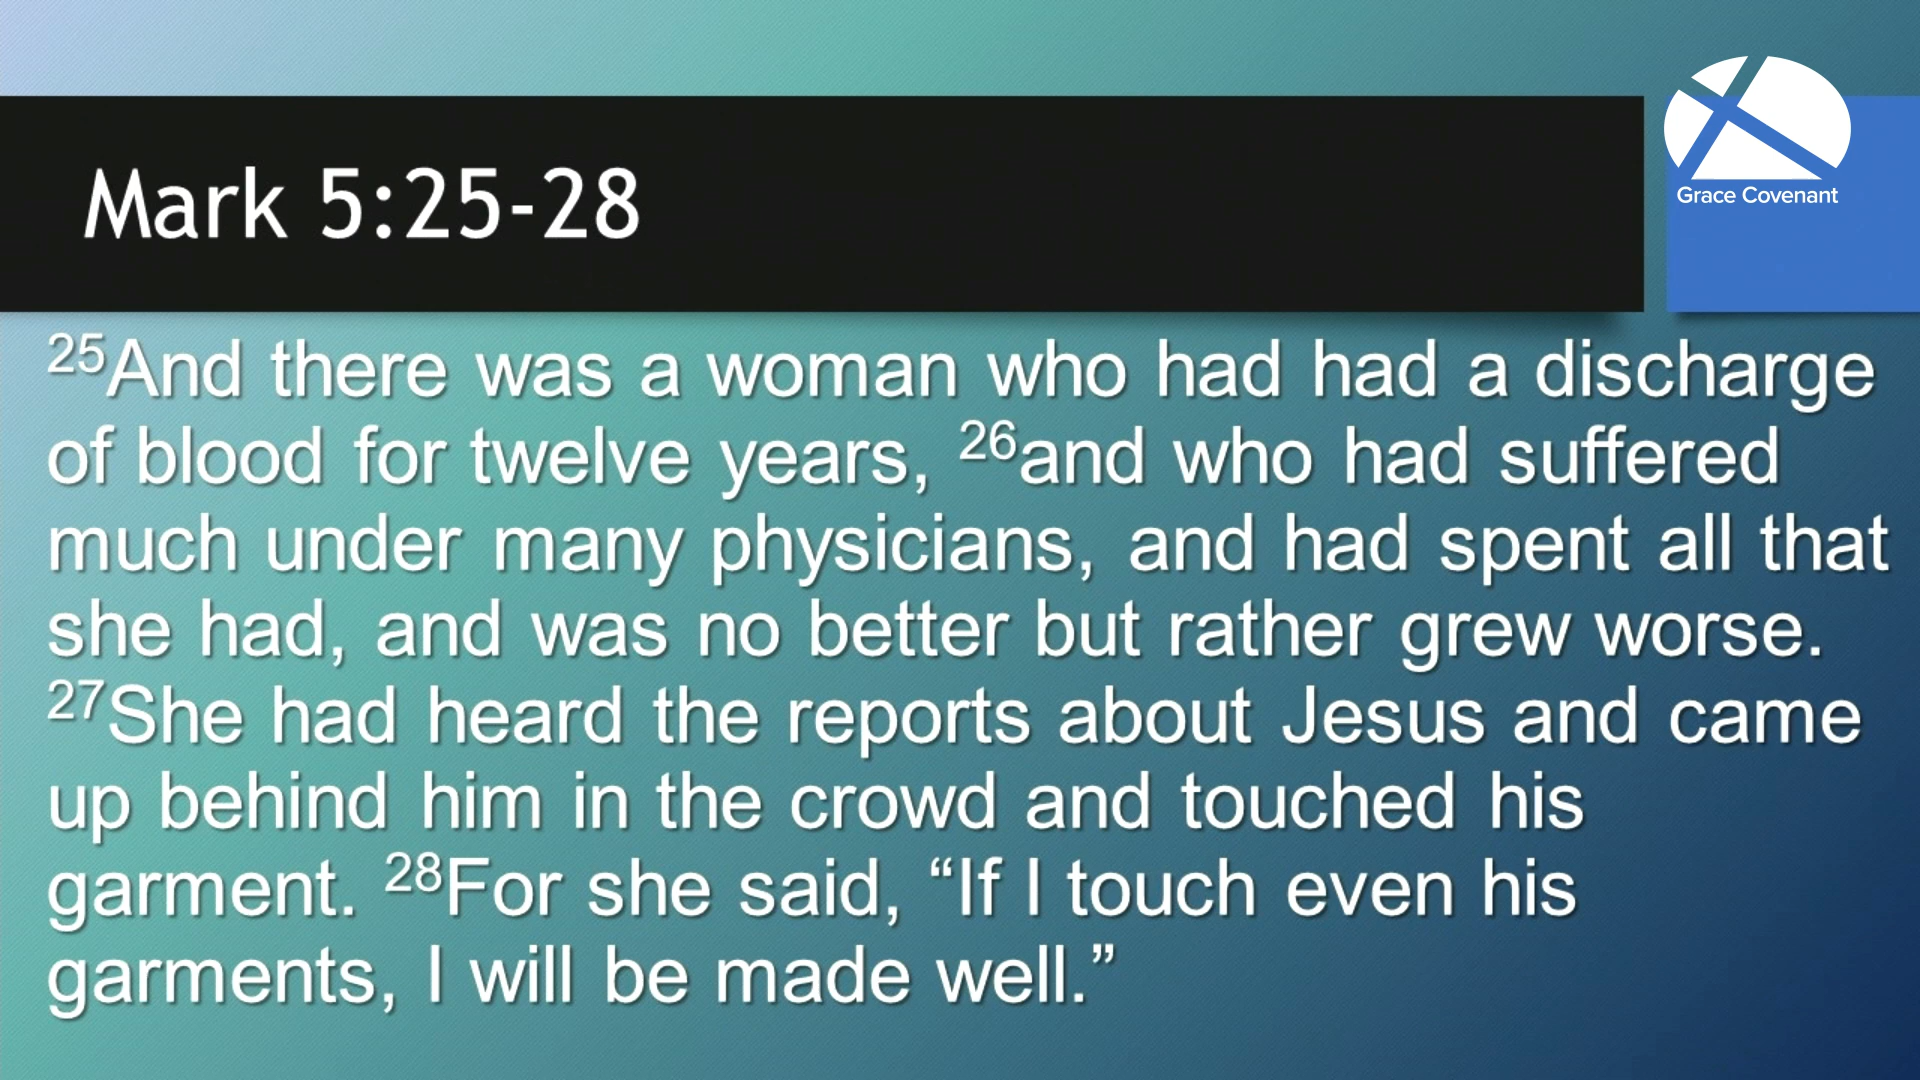 Grace Covenant
Mark 5:25-28
25And there was a woman who had had a discharge
of blood for twelve years, 26and who had suffered
much under many physicians, and had spent all that
she had, and was no better but rather grew worse.
27She had heard the reports about Jesus and came
up behind him in the crowd and touched his
garment. 28For she said, “If I touch even his
garments, I will be made well.”